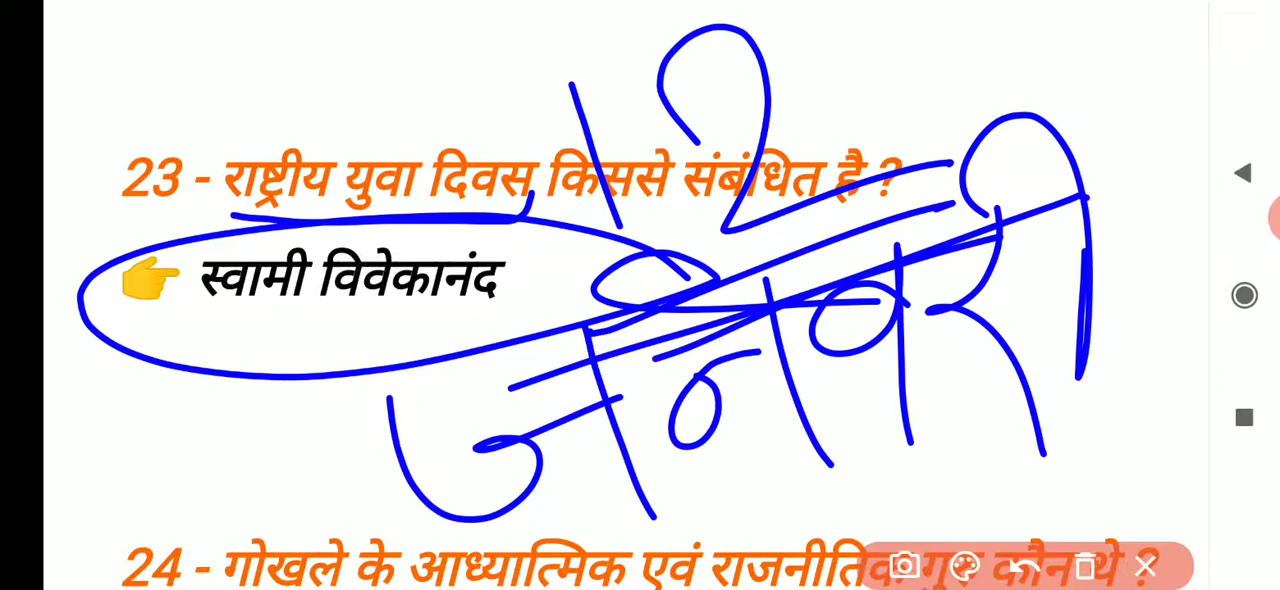 23 - राष्ट्रीय युवा दिवस किससे संबंधित है ?
12
👉 स्वामी विवेकानंद
जनवरी
24 - गोखले के आध्यात्मिक एवं राजनीतिक गुरु कौन थे ?